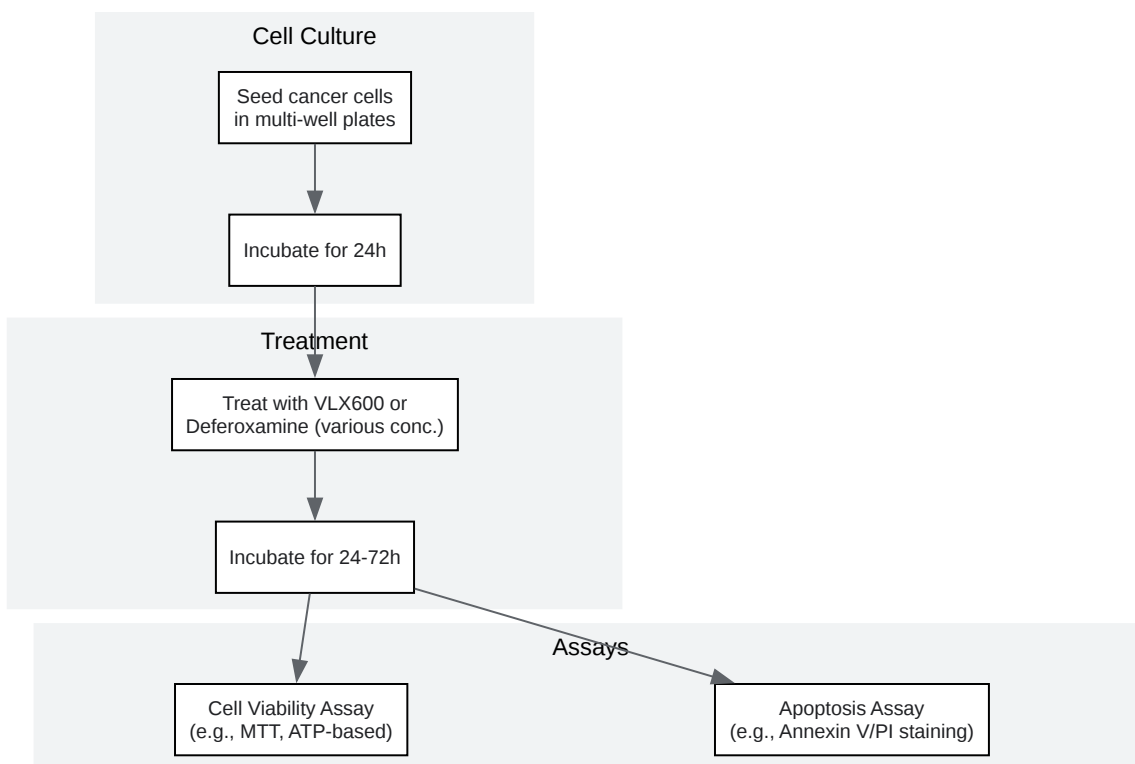 Cell Culture
Seed cancer cells
in multi-well plates
Incubate for 24h
Treatment
Treat with VLX600 or
Deferoxamine (various conc.)
Incubate for 24-72h
Assays
Cell Viability Assay
(e.g., MTT, ATP-based)
Apoptosis Assay
(e.g., Annexin V/PI staining)